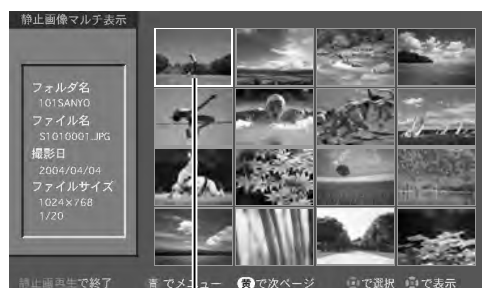 静止画像マルチ表示
フォルダ名
101SANYO
ファイル名
S1010001.JPG
撮影日
2004/04/04
ファイルサイズ
1024×768
1/20
静止画再生で終了 青 でメニュー 黄で次ページ で選択 で表示